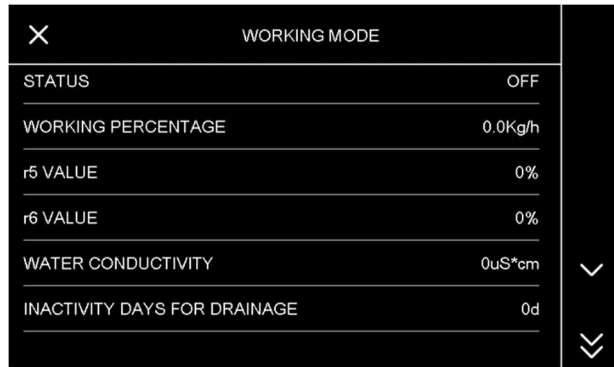 WORKING MODE
STATUS OFF
WORKING PERCENTAGE 0.0Kg/h
r5 VALUE 0%
r6 VALUE 0%
WATER CONDUCTIVITY 0uS*cm
INACTIVITY DAYS FOR DRAINAGE 0d